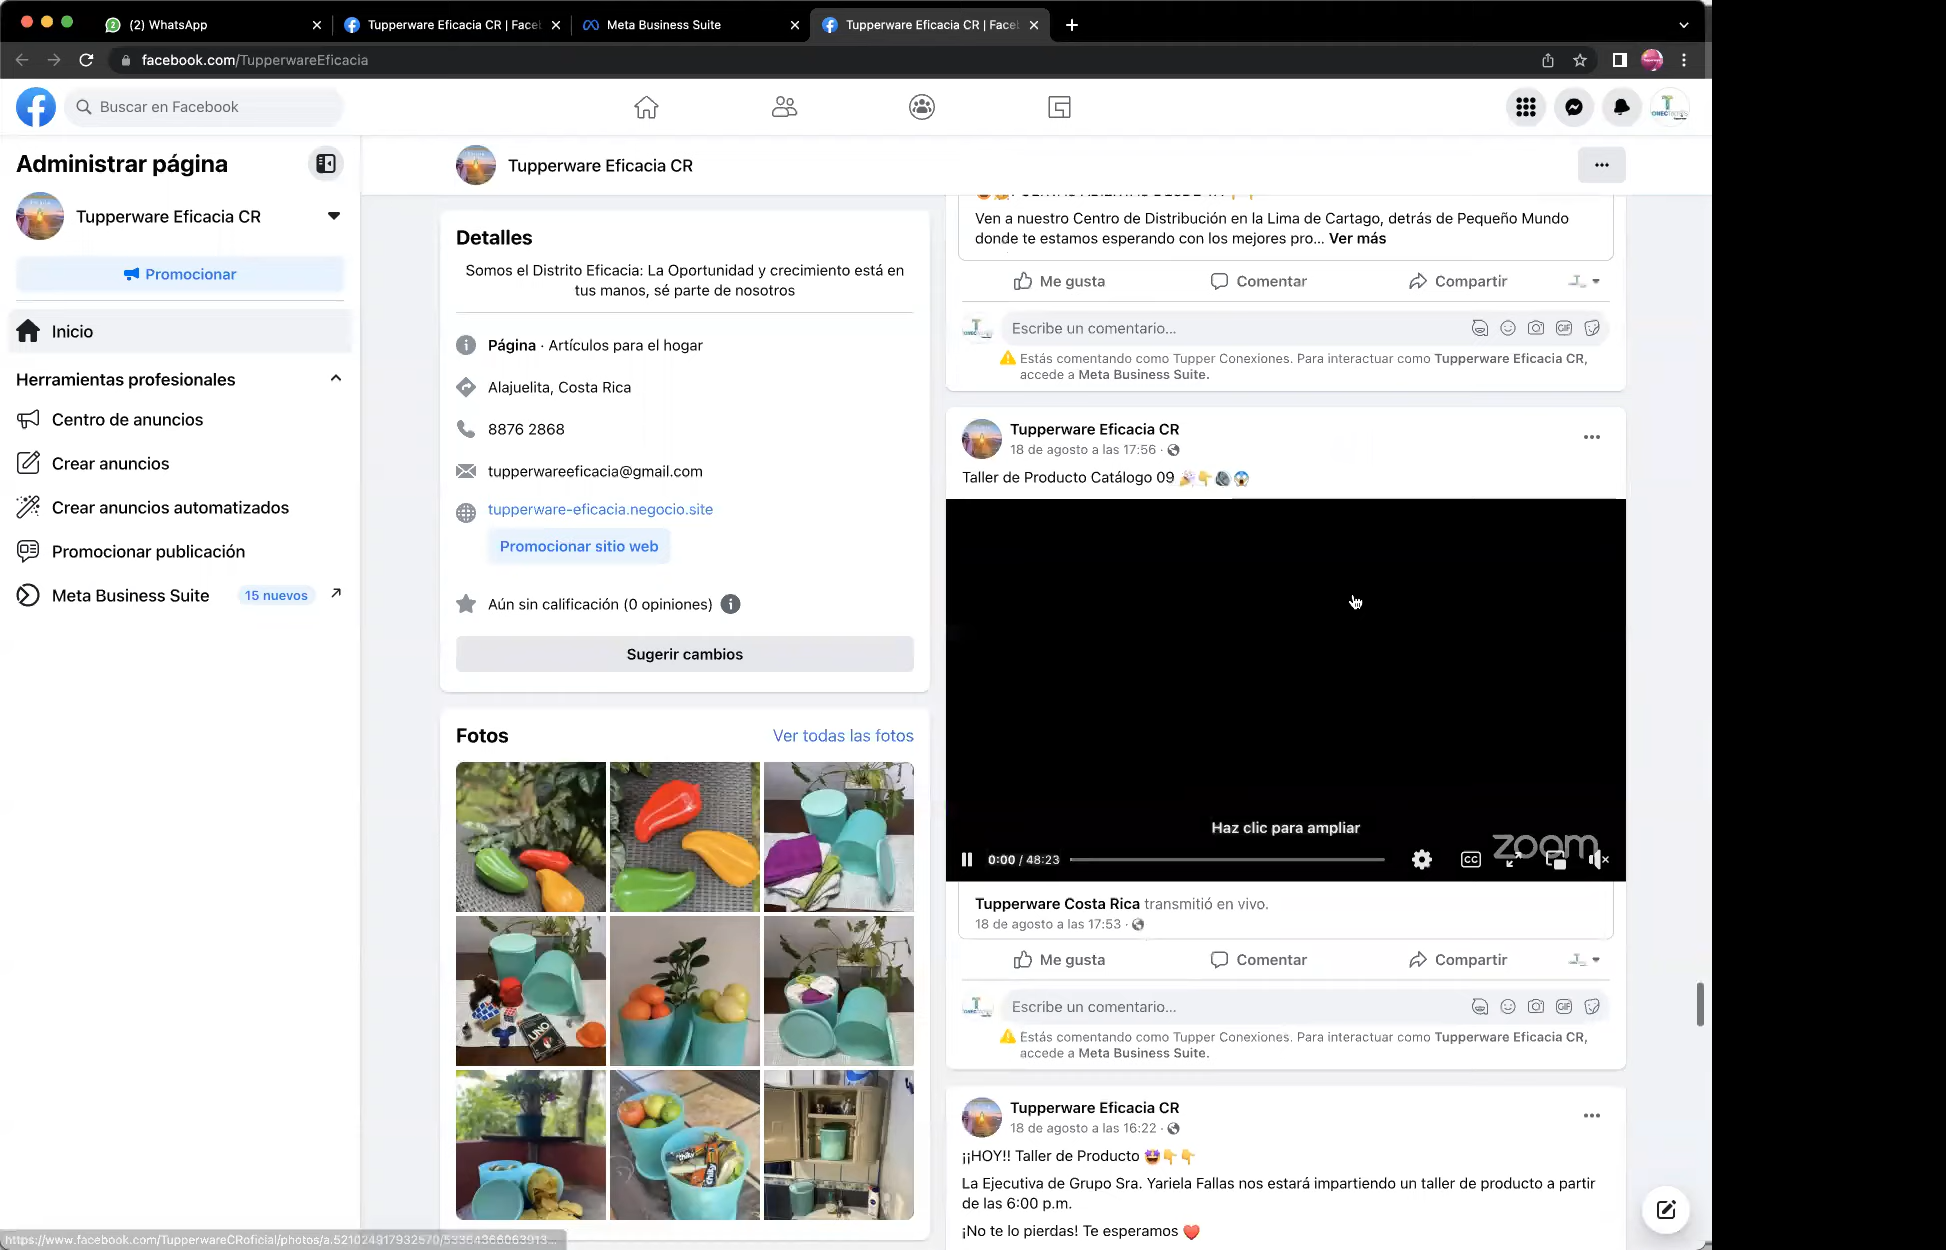 (2) WhatsApp
Tupperware Eficacia CR | Face
Meta Business Suite
Tupperware Eficacia CR | Face
facebook.com/TupperwareEficacia
Buscar en Facebook
Administrar página
Tupperware Eficacia CR
Promocionar
Inicio
Herramientas profesionales
Centro de anuncios
Crear anuncios
Crear anuncios automatizados
Promocionar publicación
Meta Business Suite
15 nuevos
Tupperware Eficacia CR
Detalles
Somos el Distrito Eficacia: La Oportunidad y crecimiento está en
tus manos, sé parte de nosotros
Página · Artículos para el hogar
Alajuelita, Costa Rica
8876 2868
tupperwareeficacia@gmail.com
tupperware-eficacia.negocio.site
Promocionar sitio web
Aún sin calificación (0 opiniones)
Sugerir cambios
Fotos
Ver todas las fotos
UNO
Ven a nuestro Centro de Distribución en la Lima de Cartago, detrás de Pequeño Mundo
donde te estamos esperando con los mejores pro... Ver más
Me gusta
Comentar
Compartir
Escribe un comentario...
GIF
Estás comentando como Tupper Conexiones. Para interactuar como Tupperware Eficacia CR,
accede a Meta Business Suite.
Tupperware Eficacia CR
18 de agosto a las 17:56 ·
Taller de Producto Catálogo 09 🎉👇🔊😱
Haz clic para ampliar
0:00 / 48:23
CC
zoom
Tupperware Costa Rica transmitió en vivo.
18 de agosto a las 17:53 ·
Me gusta
Comentar
Compartir
Escribe un comentario...
GIF
Estás comentando como Tupper Conexiones. Para interactuar como Tupperware Eficacia CR,
accede a Meta Business Suite.
Tupperware Eficacia CR
18 de agosto a las 16:22 ·
¡¡HOY!! Taller de Producto 🤩👇👇
La Ejecutiva de Grupo Sra. Yariela Fallas nos estará impartiendo un taller de producto a partir
de las 6:00 p.m.
¡No te lo pierdas! Te esperamos ❤️